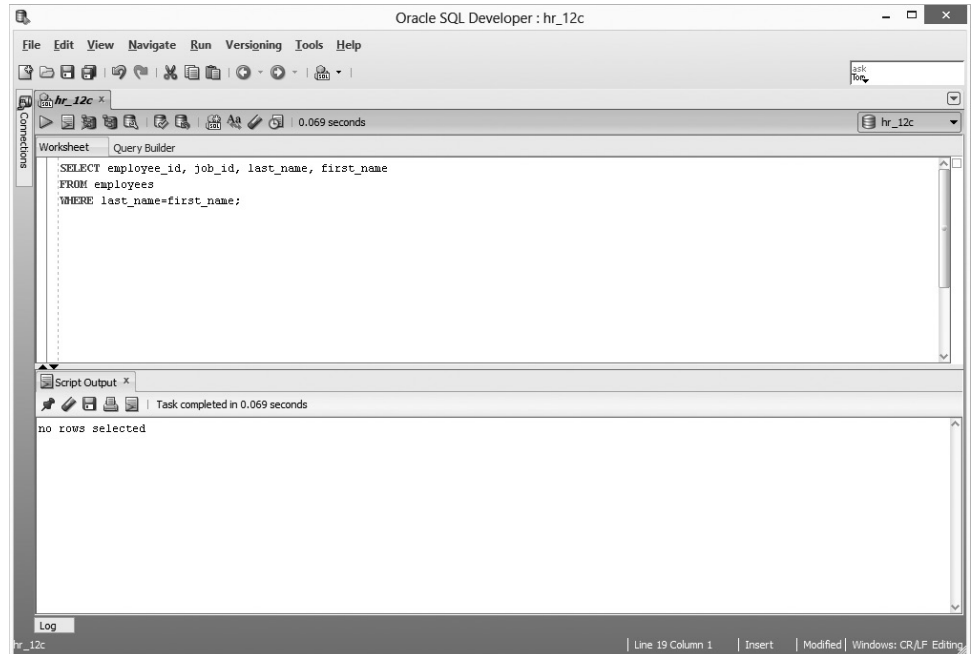 Oracle SQL Developer : hr_12c
File Edit View Navigate Run Versioning Tools Help
ask
Tom
Connections
hr_12c
0.069 seconds
hr_12c
Worksheet Query Builder
SELECT employee_id, job_id, last_name, first_name
FROM employees
WHERE last_name=first_name;
Script Output
Task completed in 0.069 seconds
no rows selected
Log
hr_12c
Line 19 Column 1 | Insert | Modified | Windows: CR/LF Editing